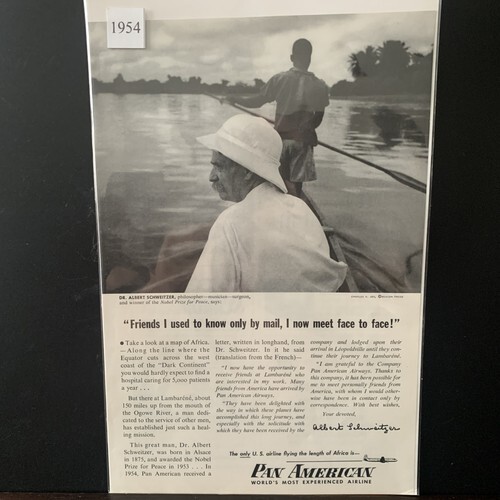 1954
DR. ALBERT SCHWEITZER, philosopher—musician—surgeon,
and winner of the Nobel Prize for Peace, says:
"Friends I used to know only by mail, I now meet face to face!"
● Take a look at a map of Africa.
—Along the line where the
Equator cuts across the west
coast of the "Dark Continent"
you would hardly expect to find a
hospital caring for 5,000 patients
a year . . .
But there at Lambaréné, about
150 miles up from the mouth of
the Ogowe River, a man dedi-
cated to the service of other men,
has established just such a heal-
ing mission.
This great man, Dr. Albert
Schweitzer, was born in Alsace
in 1875, and awarded the Nobel
Prize for Peace in 1953 . . . In
1954, Pan American received a
letter, written in longhand, from
Dr. Schweitzer. In it he said
(translation from the French)—
"I now have the opportunity to
receive friends at Lambaréné who
are interested in my work. Many
friends from America have arrived by
Pan American Airways.
"They have been delighted with
the way in which these planes have
accomplished this long journey, and
especially with the solicitude with
which they have been received by the
company and lodged upon their
arrival in Léopoldville until they con-
tinue their journey to Lambaréné.
"I am grateful to the Company
Pan American Airways. Thanks to
this company, it has been possible for
me to meet personally friends from
America, with whom I would other-
wise have been in contact only by
correspondence. With best wishes,
Your devoted,
Albert Schweitzer
The only U. S. airline flying the length of Africa is—
PAN AMERICAN
WORLD'S MOST EXPERIENCED AIRLINE